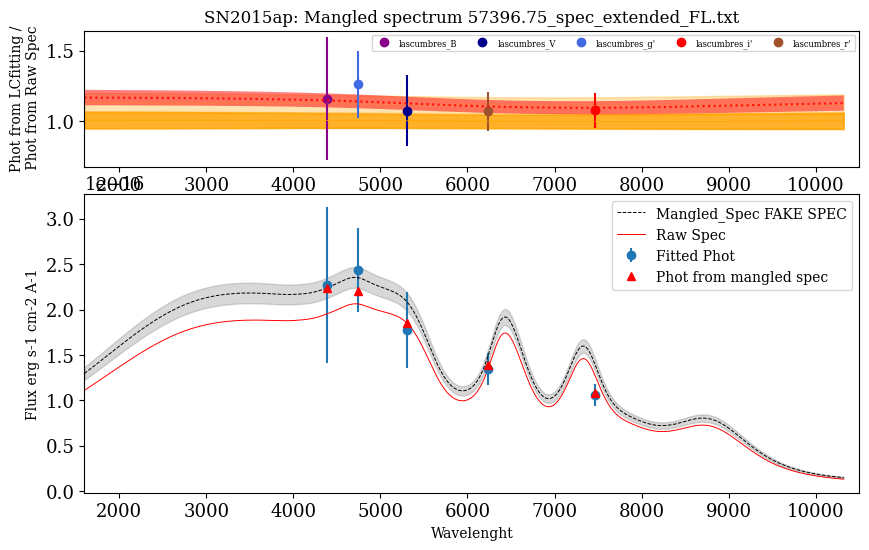 SN2015ap: Mangled spectrum 57396.75_spec_extended_FL.txt
Phot from LCfitting /
Phot from Raw Spec
1.5
1.0
lascumbres_B
lascumbres_V
lascumbres_g'
lascumbres_i'
lascumbres_r'
2000 3000 4000 5000 6000 7000 8000 9000 10000
1e−16
Flux erg s-1 cm-2 A-1
3.0
2.5
2.0
1.5
1.0
0.5
0.0
Mangled_Spec FAKE SPEC
Raw Spec
Fitted Phot
Phot from mangled spec
2000 3000 4000 5000 6000 7000 8000 9000 10000
Wavelenght